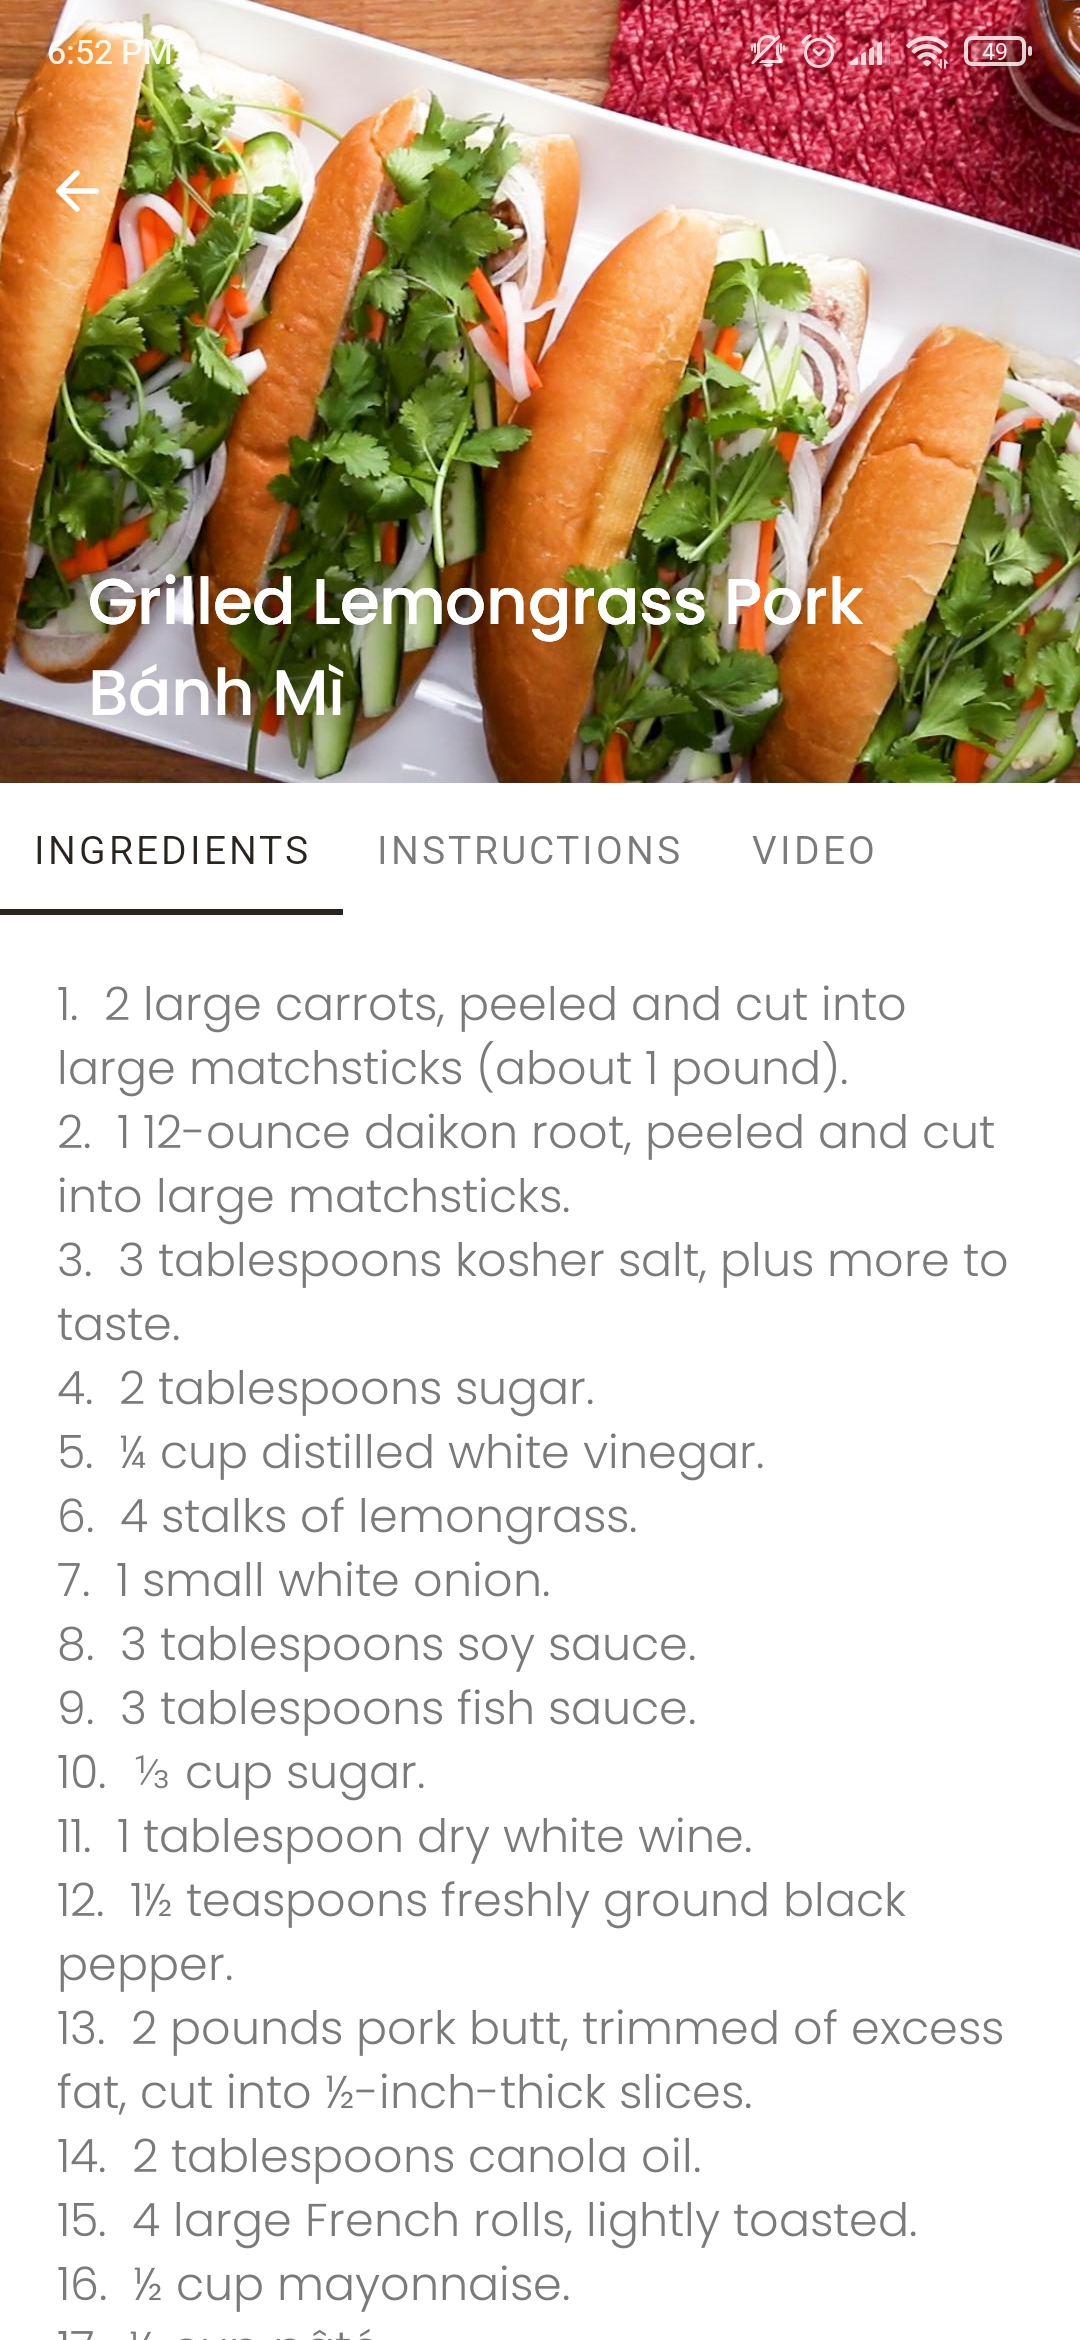 6:52 PM
49
Grilled Lemongrass Pork
Bánh Mì
INGREDIENTS INSTRUCTIONS VIDEO
1. 2 large carrots, peeled and cut into
large matchsticks (about 1 pound).
2. 1 12-ounce daikon root, peeled and cut
into large matchsticks.
3. 3 tablespoons kosher salt, plus more to
taste.
4. 2 tablespoons sugar.
5. ¼ cup distilled white vinegar.
6. 4 stalks of lemongrass.
7. 1 small white onion.
8. 3 tablespoons soy sauce.
9. 3 tablespoons fish sauce.
10. ⅓ cup sugar.
11. 1 tablespoon dry white wine.
12. 1½ teaspoons freshly ground black
pepper.
13. 2 pounds pork butt, trimmed of excess
fat, cut into ½-inch-thick slices.
14. 2 tablespoons canola oil.
15. 4 large French rolls, lightly toasted.
16. ½ cup mayonnaise.
17. cup pâté